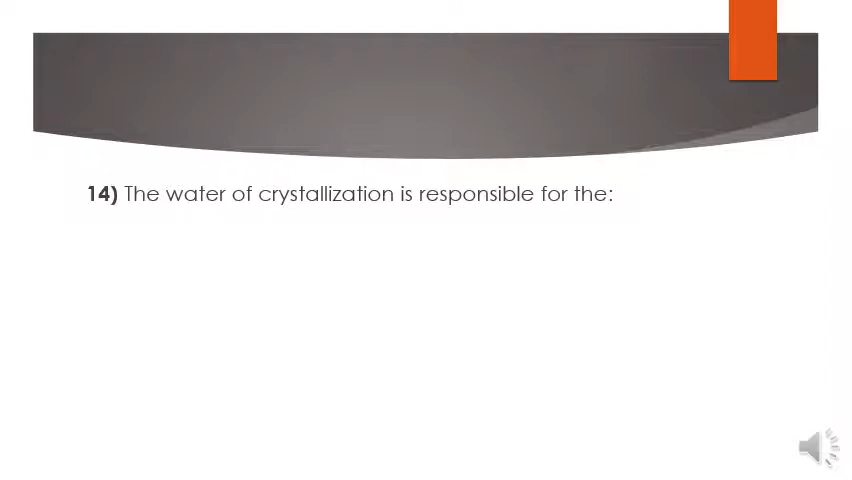 14) The water of crystallization is responsible for the: